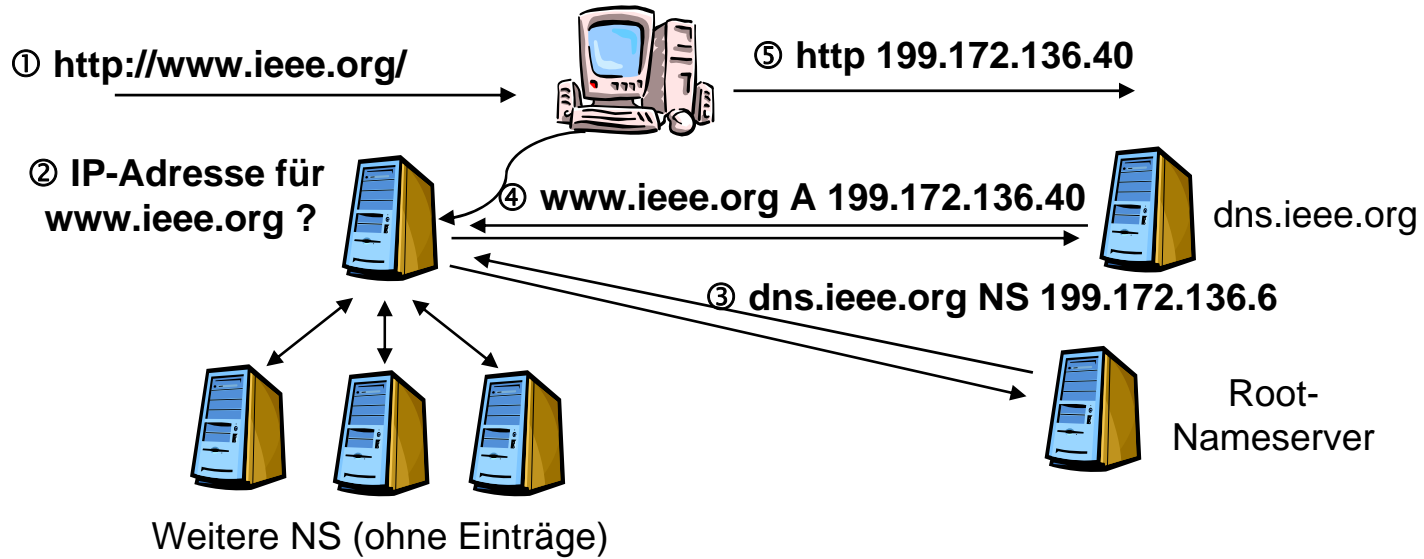 ① http://www.ieee.org/
⑤ http 199.172.136.40
② IP-Adresse für
www.ieee.org ?
④ www.ieee.org A 199.172.136.40
dns.ieee.org
③ dns.ieee.org NS 199.172.136.6
Root-
Nameserver
Weitere NS (ohne Einträge)